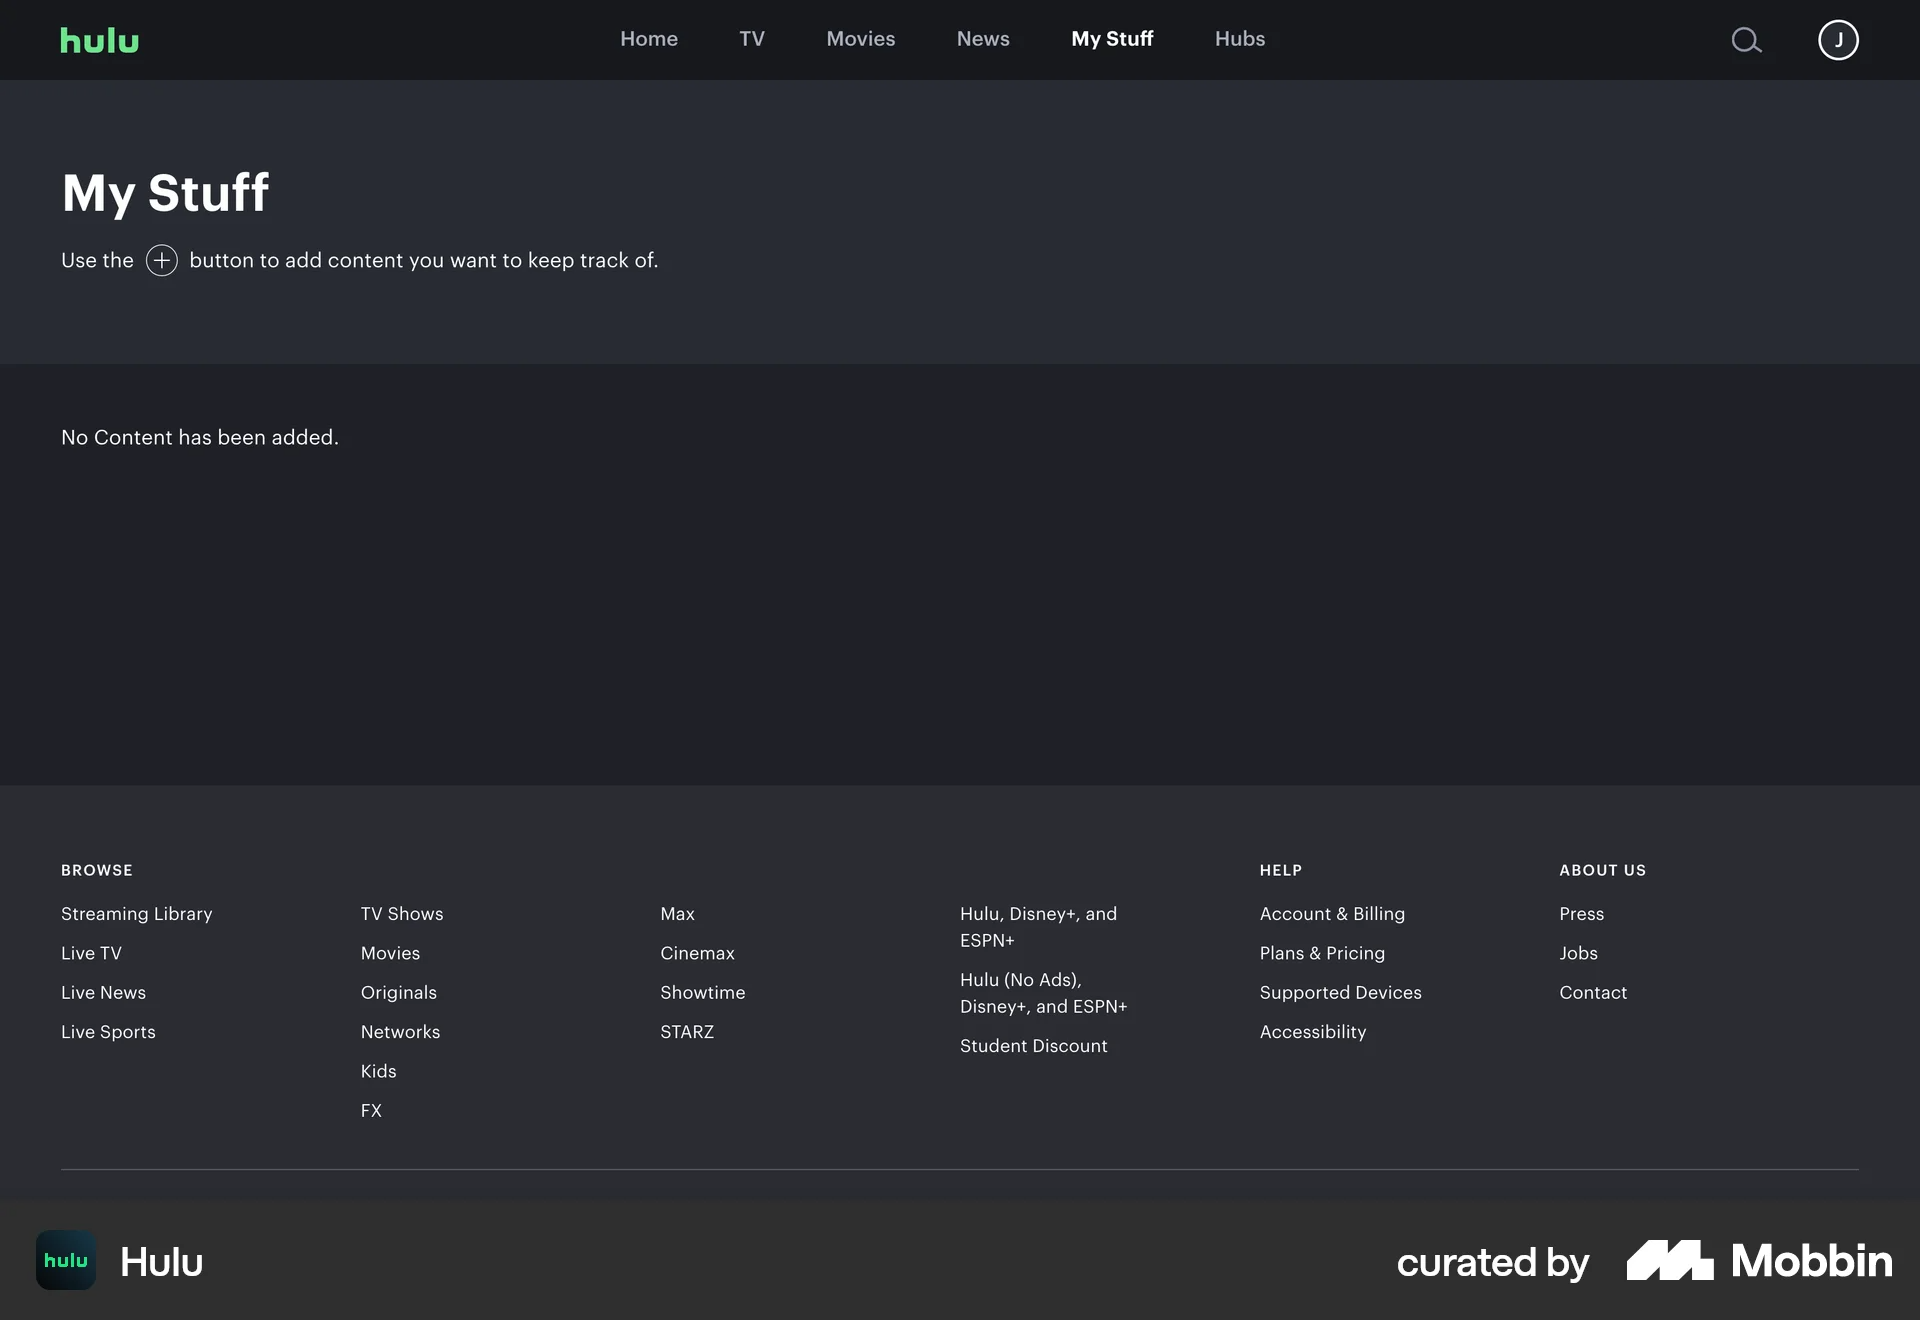 hulu
Home TV Movies News My Stuff Hubs
J
My Stuff
Use the button to add content you want to keep track of.
No Content has been added.
BROWSE
Streaming Library
Live TV
Live News
Live Sports
TV Shows
Movies
Originals
Networks
Kids
FX
Max
Cinemax
Showtime
STARZ
Hulu, Disney+, and
ESPN+
Hulu (No Ads),
Disney+, and ESPN+
Student Discount
HELP
Account & Billing
Plans & Pricing
Supported Devices
Accessibility
ABOUT US
Press
Jobs
Contact
hulu
Hulu
curated by Mobbin